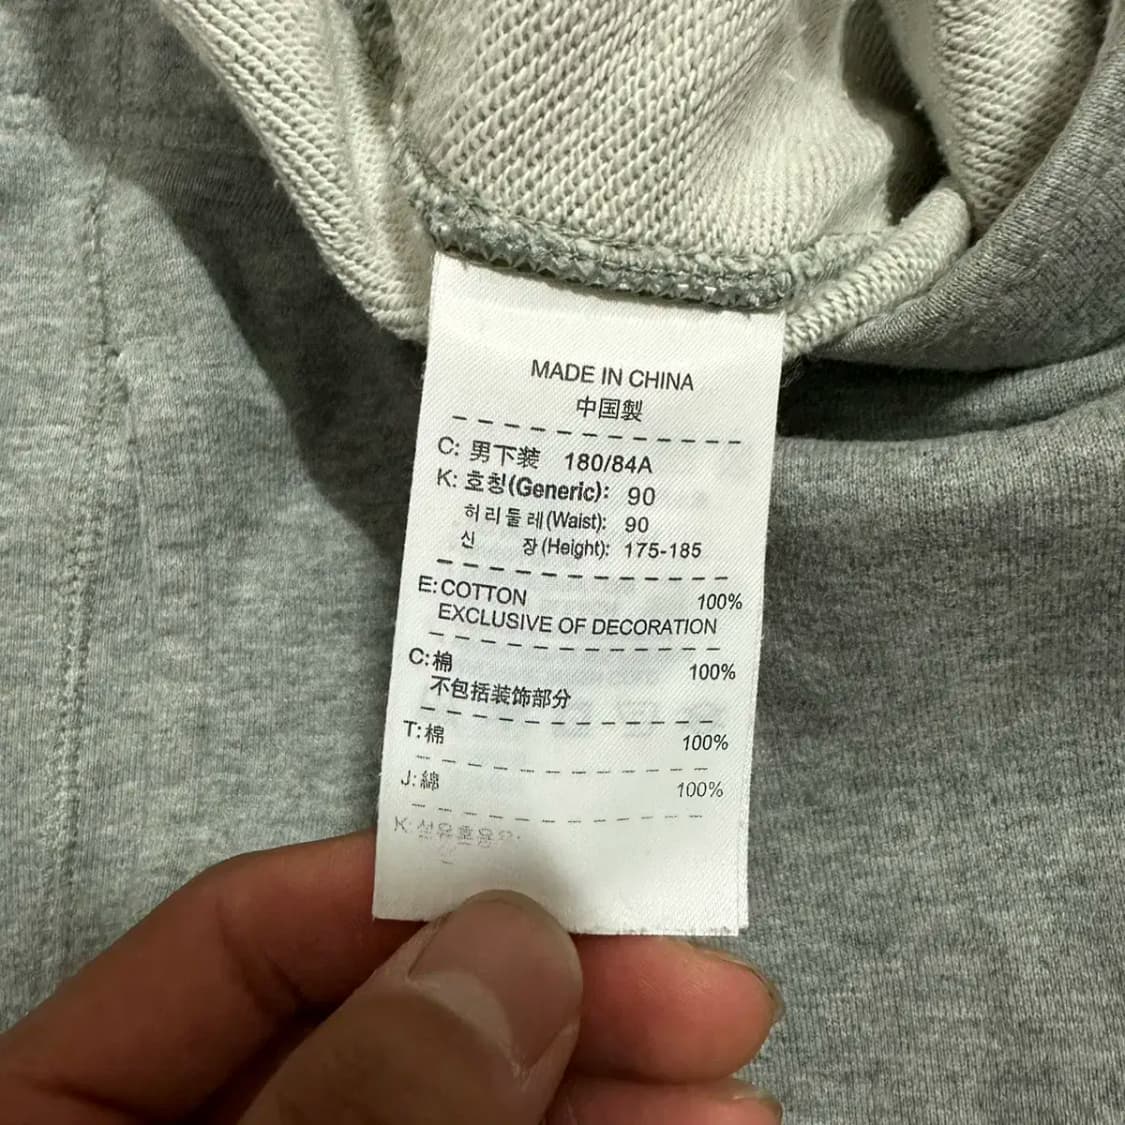 MADE IN CHINA
中国製
C: 男下装 180/84A
K: 호칭(Generic): 90
허리둘레(Waist): 90
신 장(Height): 175-185
E: COTTON 100%
EXCLUSIVE OF DECORATION
C: 棉 100%
不包括装饰部分
T: 棉 100%
J: 綿 100%
K: